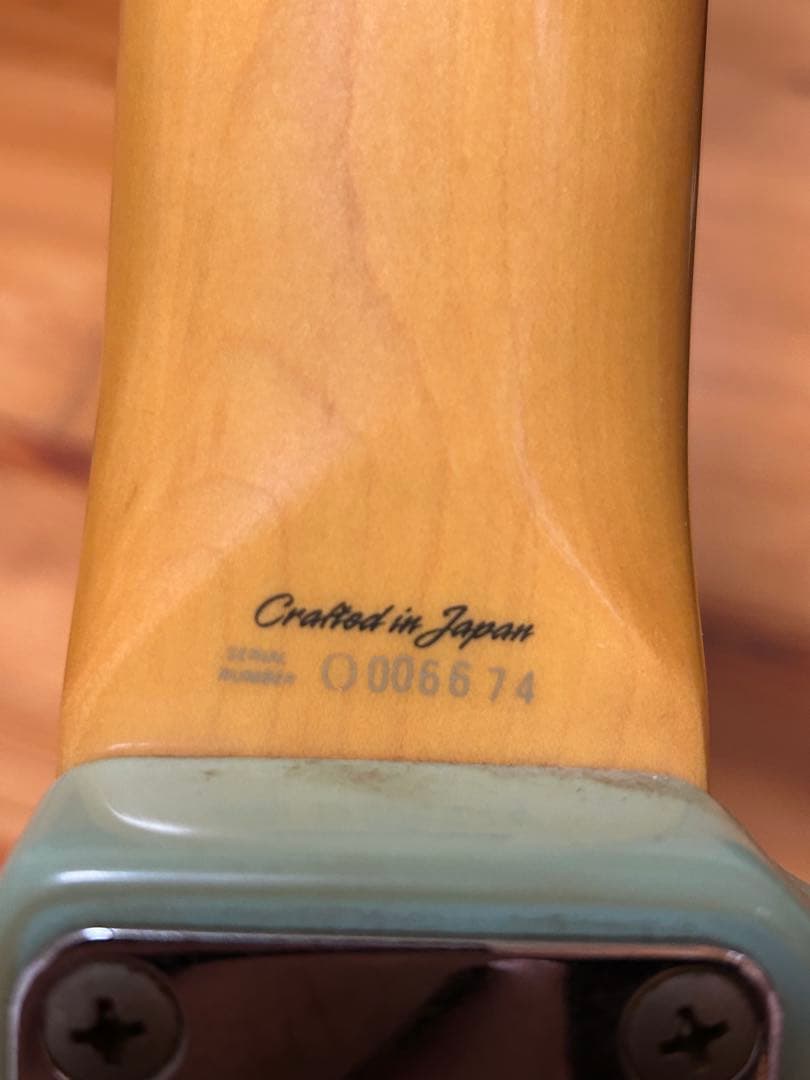 Crafted in Japan
SERIAL
NUMBER O006674